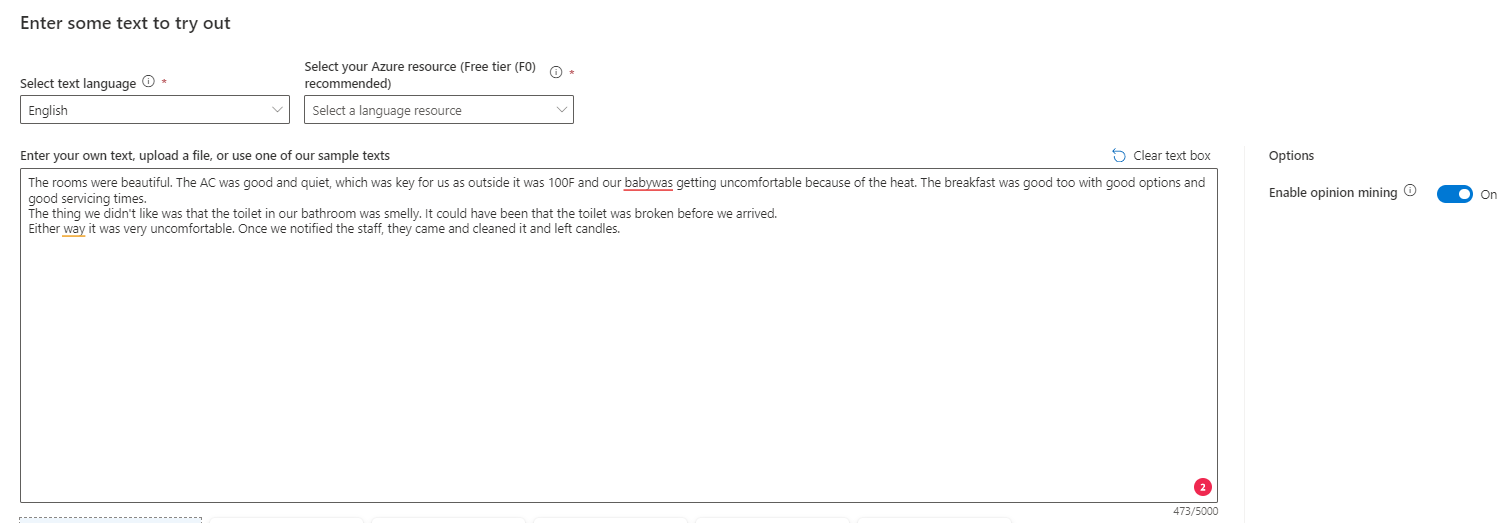 Enter some text to try out
Select text language
*
Select your Azure resource (Free tier (F0)
recommended)
*
English
Select a language resource
Enter your own text, upload a file, or use one of our sample texts
Clear text box
Options
The rooms were beautiful. The AC was good and quiet, which was key for us as outside it was 100F and our babywas getting uncomfortable because of the heat. The breakfast was good too with good options and
good servicing times.
The thing we didn't like was that the toilet in our bathroom was smelly. It could have been that the toilet was broken before we arrived.
Either way it was very uncomfortable. Once we notified the staff, they came and cleaned it and left candles.
Enable opinion mining
On
2
473/5000